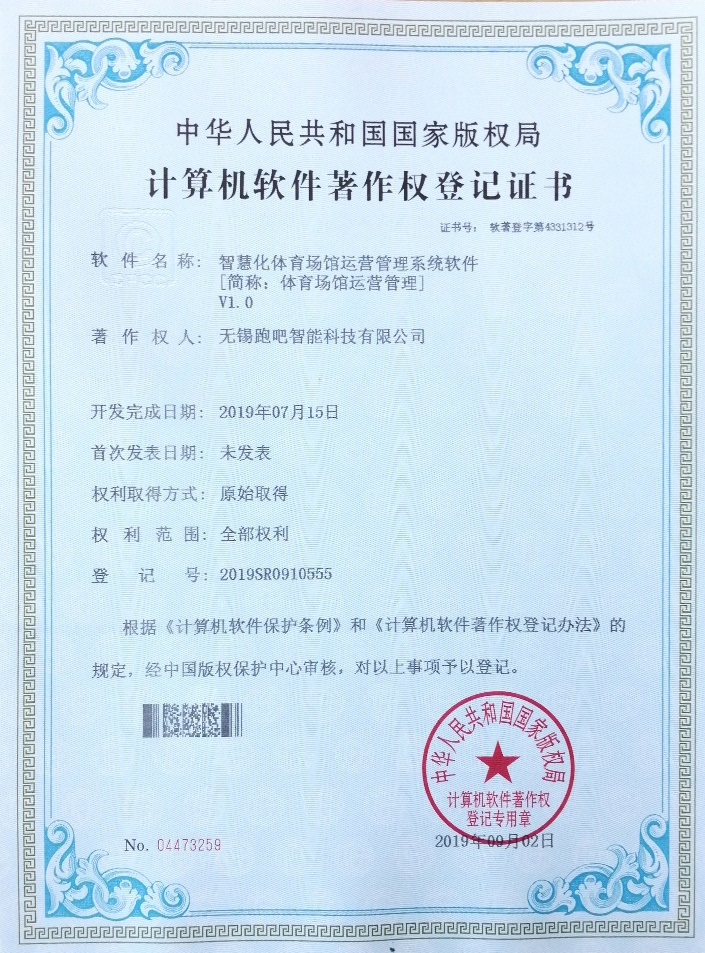 中华人民共和国国家版权局
计算机软件著作权登记证书
证书号： 软著登字第4331312号
软件名称： 智慧化体育场馆运营管理系统软件
[简称：体育场馆运营管理]
V1.0
著作权人： 无锡跑吧智能科技有限公司
开发完成日期： 2019年07月15日
首次发表日期： 未发表
权利取得方式： 原始取得
权利范围： 全部权利
登记号： 2019SR0910555
根据《计算机软件保护条例》和《计算机软件著作权登记办法》的
规定，经中国版权保护中心审核，对以上事项予以登记。
中华人民共和国国家版权局
计算机软件著作权
登记专用章
No. 04473259
2019年09月02日